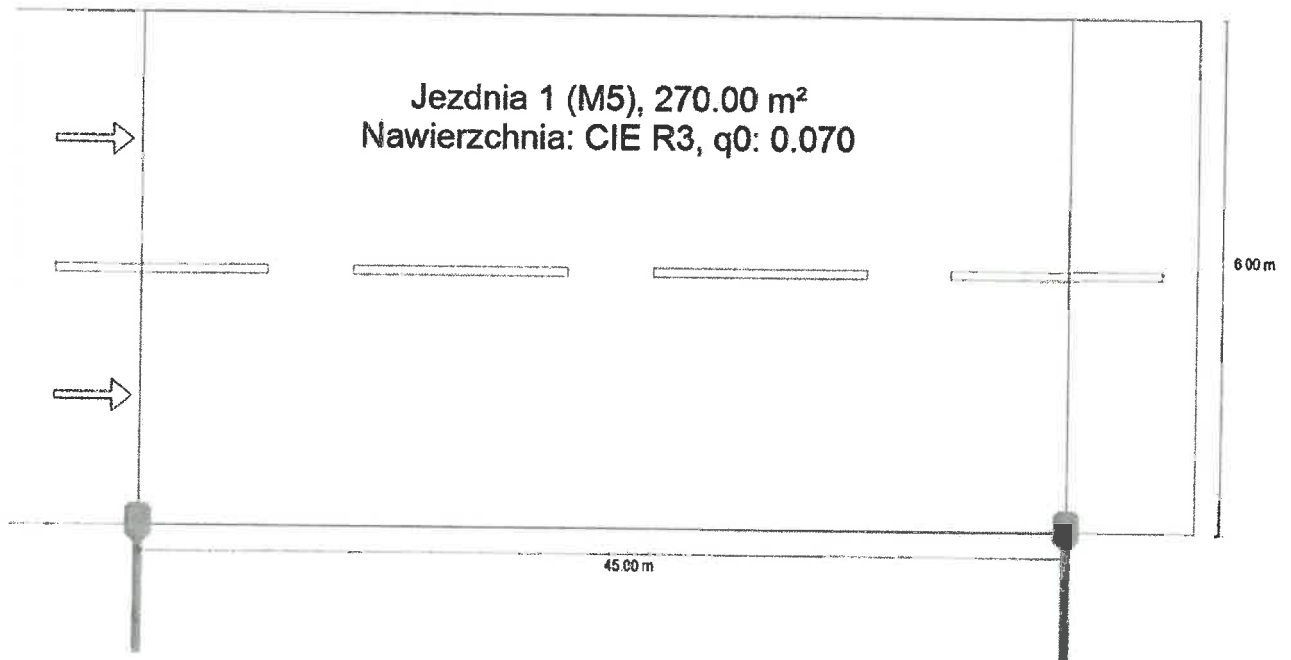 Jezdnia 1 (M5), 270.00 m²
Nawierzchnia: CIE R3, q0: 0.070
6.00 m
45.00 m